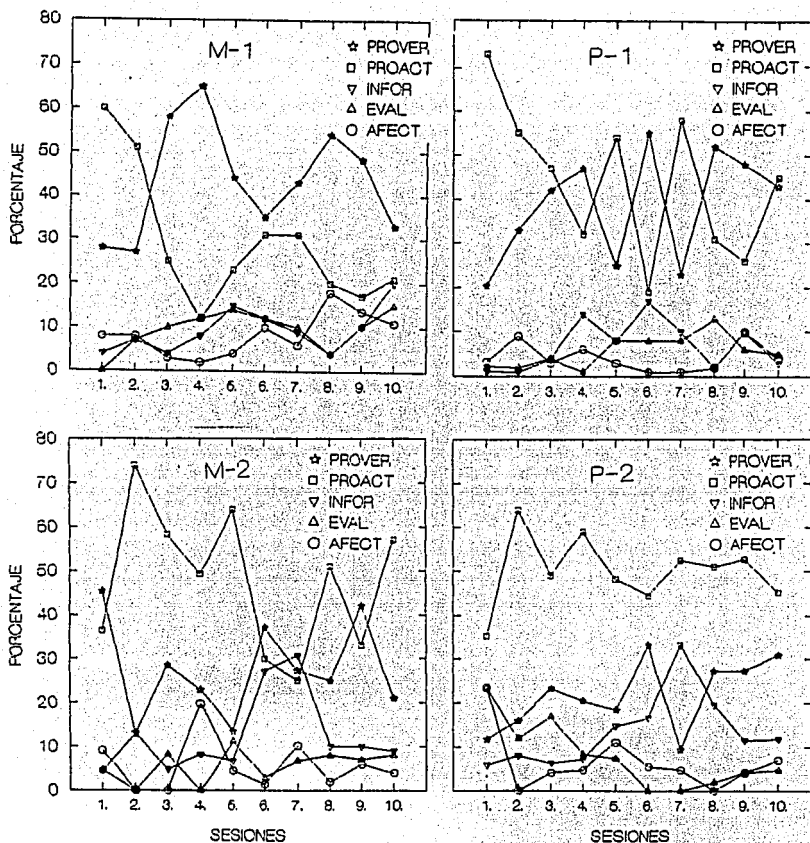 80
70
60
50
40
30
20
10
0
PORCENTAJE
M-1
PROVER
PROACT
INFOR
EVAL
AFECT
1. 2. 3. 4. 5. 6. 7. 8. 9. 10.
P-1
PROVER
PROACT
INFOR
EVAL
AFECT
1. 2. 3. 4. 5. 6. 7. 8. 9. 10.
80
70
60
50
40
30
20
10
0
PORCENTAJE
M-2
PROVER
PROACT
INFOR
EVAL
AFECT
1. 2. 3. 4. 5. 6. 7. 8. 9. 10.
SESIONES
P-2
PROVER
PROACT
INFOR
EVAL
AFECT
1. 2. 3. 4. 5. 6. 7. 8. 9. 10.
SESIONES